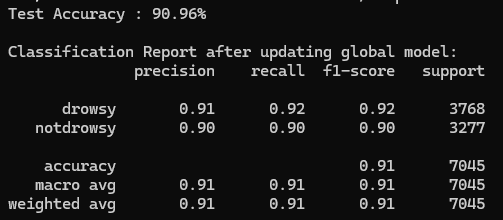 Test Accuracy : 90.96%
Classification Report after updating global model:
precision recall f1-score support
drowsy 0.91 0.92 0.92 3768
notdrowsy 0.90 0.90 0.90 3277
accuracy 0.91 7045
macro avg 0.91 0.91 0.91 7045
weighted avg 0.91 0.91 0.91 7045